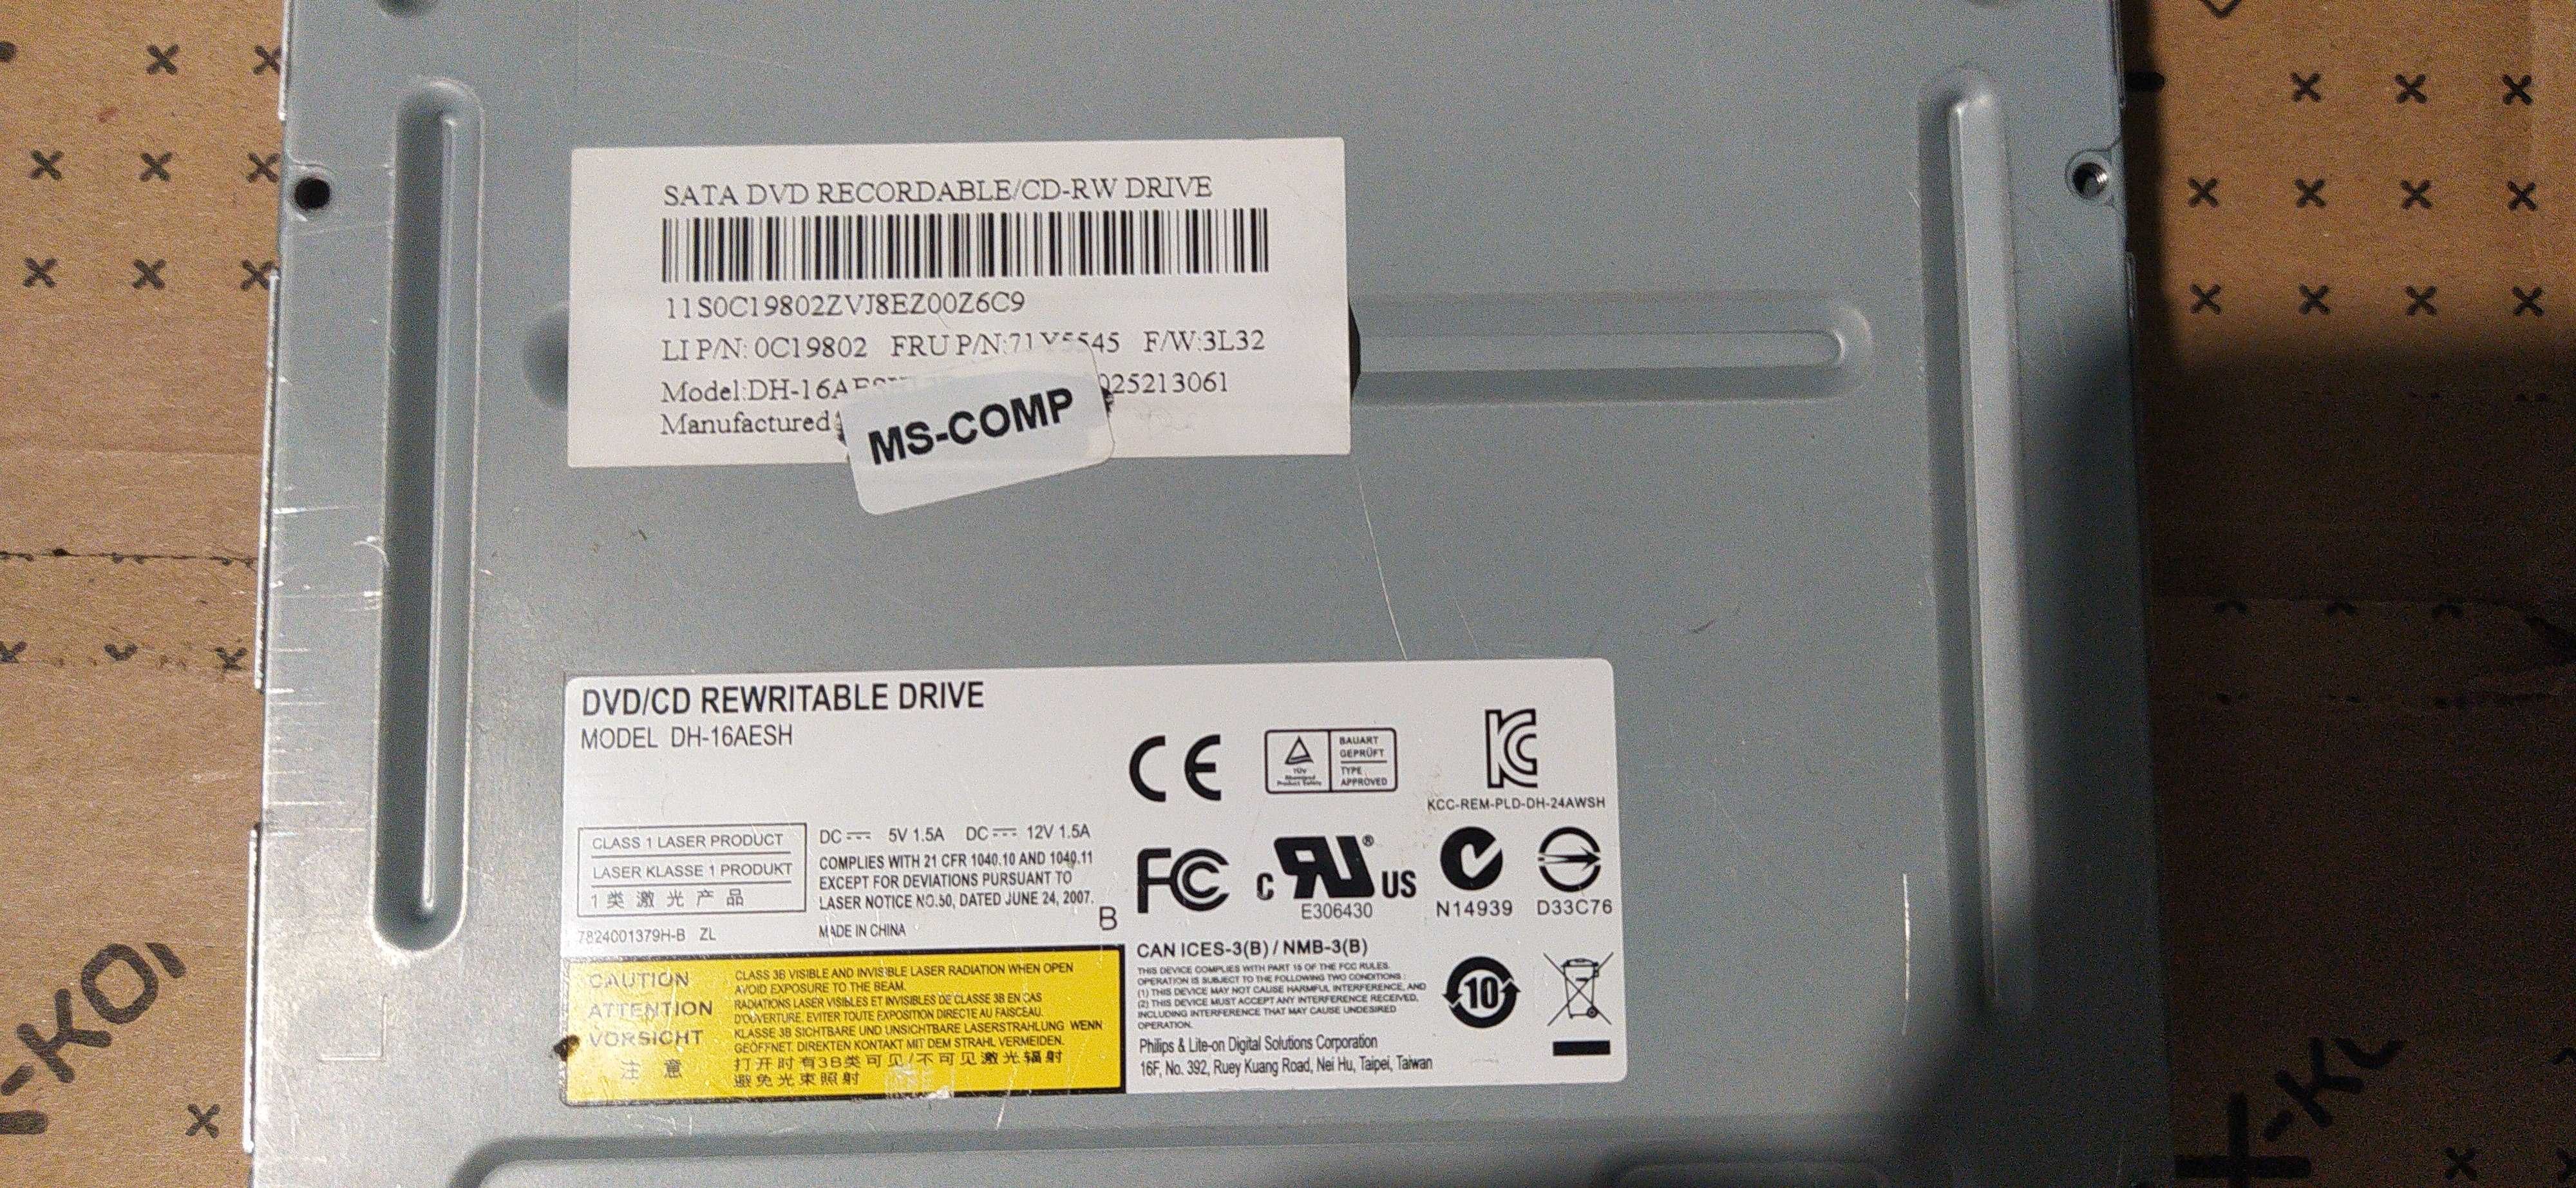 SATA DVD RECORDABLE/CD-RW DRIVE
11S0C19802ZVJ8EZ00Z6C9
LI P/N: 0C19802 FRU P/N:71Y5545 F/W:3L32
Model:DH-16AES 025213061
Manufactured
MS-COMP
DVD/CD REWRITABLE DRIVE
MODEL DH-16AESH
CLASS 1 LASER PRODUCT
LASER KLASSE 1 PRODUKT
1 类 激 光 产 品
7824001379H-B ZL
DC 5V 1.5A DC 12V 1.5A
COMPLIES WITH 21 CFR 1040.10 AND 1040.11
EXCEPT FOR DEVIATIONS PURSUANT TO
LASER NOTICE NO.50, DATED JUNE 24, 2007.
MADE IN CHINA
B
CAUTION
ATTENTION
VORSICHT
注 意
CLASS 3B VISIBLE AND INVISIBLE LASER RADIATION WHEN OPEN
AVOID EXPOSURE TO THE BEAM.
RADIATIONS LASER VISIBLES ET INVISIBLES DE CLASSE 3B EN CAS
D'OUVERTURE. EVITER TOUTE EXPOSITION DIRECTE AU FAISCEAU.
KLASSE 3B SICHTBARE UND UNSICHTBARE LASERSTRAHLUNG WENN
GEÖFFNET. DIREKTEN KONTAKT MIT DEM STRAHL VERMEIDEN.
打开时有3B类可见/不可见激光辐射
避免光束照射
CE
TÜV
Rheinland
Product Safety
BAUART
GEPRÜFT
TYPE
APPROVED
KCC-REM-PLD-DH-24AWSH
FC
C RU US ®
E306430
N14939
D33C76
CAN ICES-3(B) / NMB-3(B)
THIS DEVICE COMPLIES WITH PART 15 OF THE FCC RULES.
OPERATION IS SUBJECT TO THE FOLLOWING TWO CONDITIONS :
(1) THIS DEVICE MAY NOT CAUSE HARMFUL INTERFERENCE, AND
(2) THIS DEVICE MUST ACCEPT ANY INTERFERENCE RECEIVED,
INCLUDING INTERFERENCE THAT MAY CAUSE UNDESIRED
OPERATION.
10
Philips & Lite-on Digital Solutions Corporation
16F, No. 392, Ruey Kuang Road, Nei Hu, Taipei, Taiwan